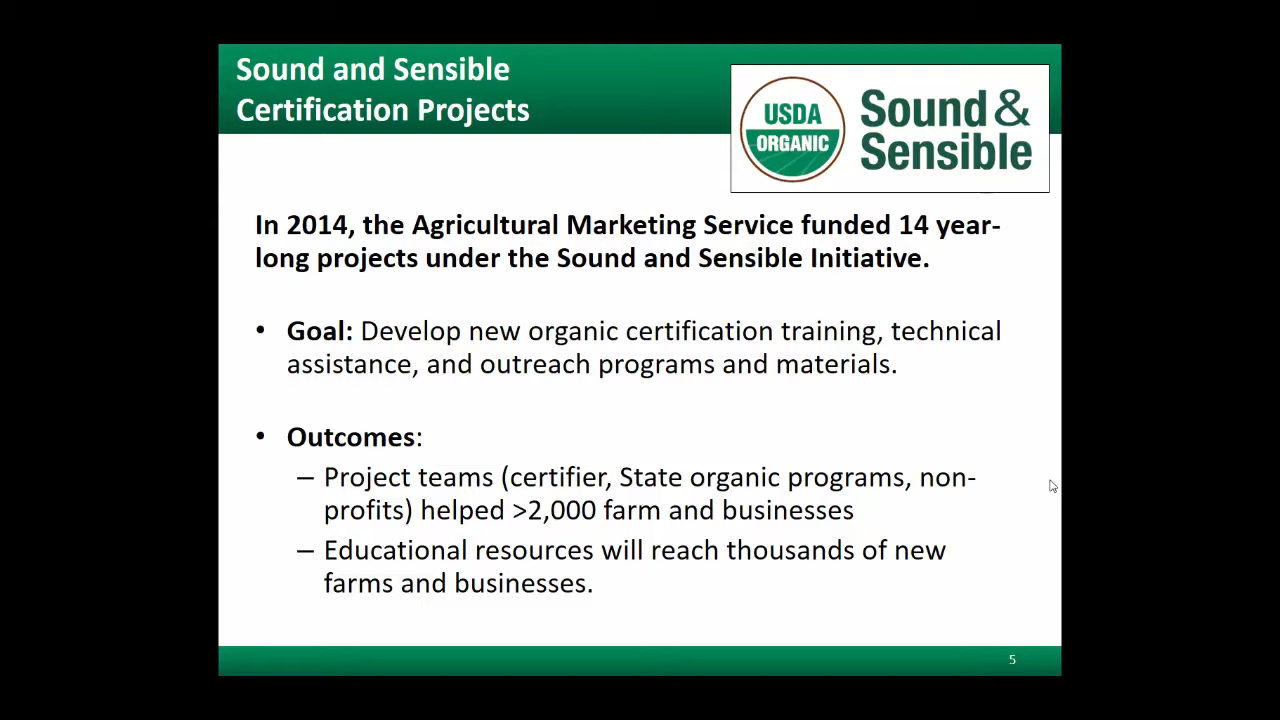 Sound and Sensible
Certification Projects
USDA
ORGANIC
Sound &
Sensible
In 2014, the Agricultural Marketing Service funded 14 year-
long projects under the Sound and Sensible Initiative.
• Goal: Develop new organic certification training, technical
assistance, and outreach programs and materials.
• Outcomes:
– Project teams (certifier, State organic programs, non-
profits) helped >2,000 farm and businesses
– Educational resources will reach thousands of new
farms and businesses.
5